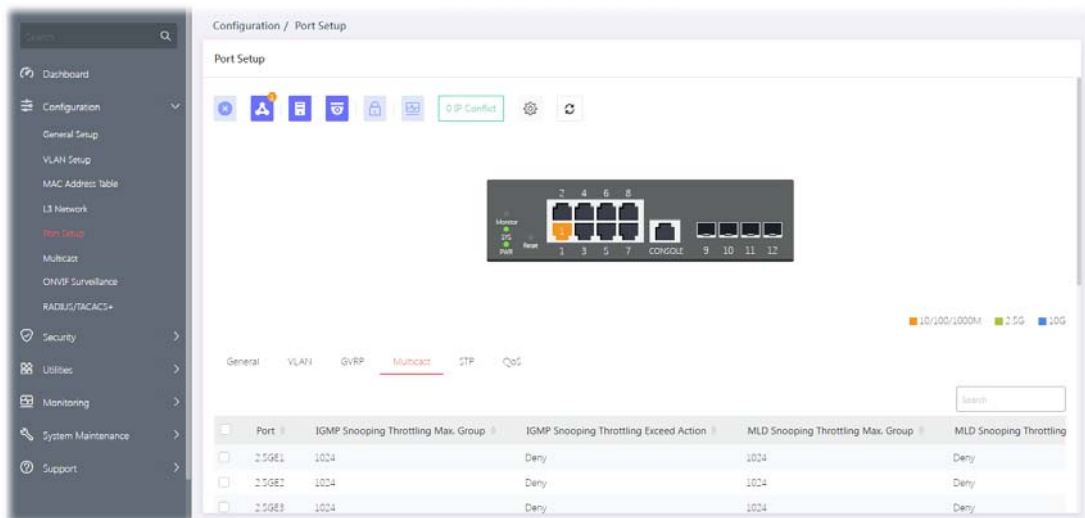 Configuration / Port Setup
Search
Port Setup
Dashboard
Configuration
0 IP Conflict
General Setup
VLAN Setup
MAC Address Table
L3 Network
Port Setup
Multicast
ONVIF Surveillance
RADIUS/TACACS+
Security
Utilities
Monitoring
System Maintenance
Support
2 4 6 8
Monitor
SYS
PWR
Reset
1
1 3 5 7 CONSOLE 9 10 11 12
10/100/1000M 2.5G 10G
General VLAN GVRP Multicast STP QoS
Search
Port IGMP Snooping Throttling Max. Group IGMP Snooping Throttling Exceed Action MLD Snooping Throttling Max. Group MLD Snooping Throttling
2.5GE1 1024 Deny 1024 Deny
2.5GE2 1024 Deny 1024 Deny
2.5GE3 1024 Deny 1024 Deny